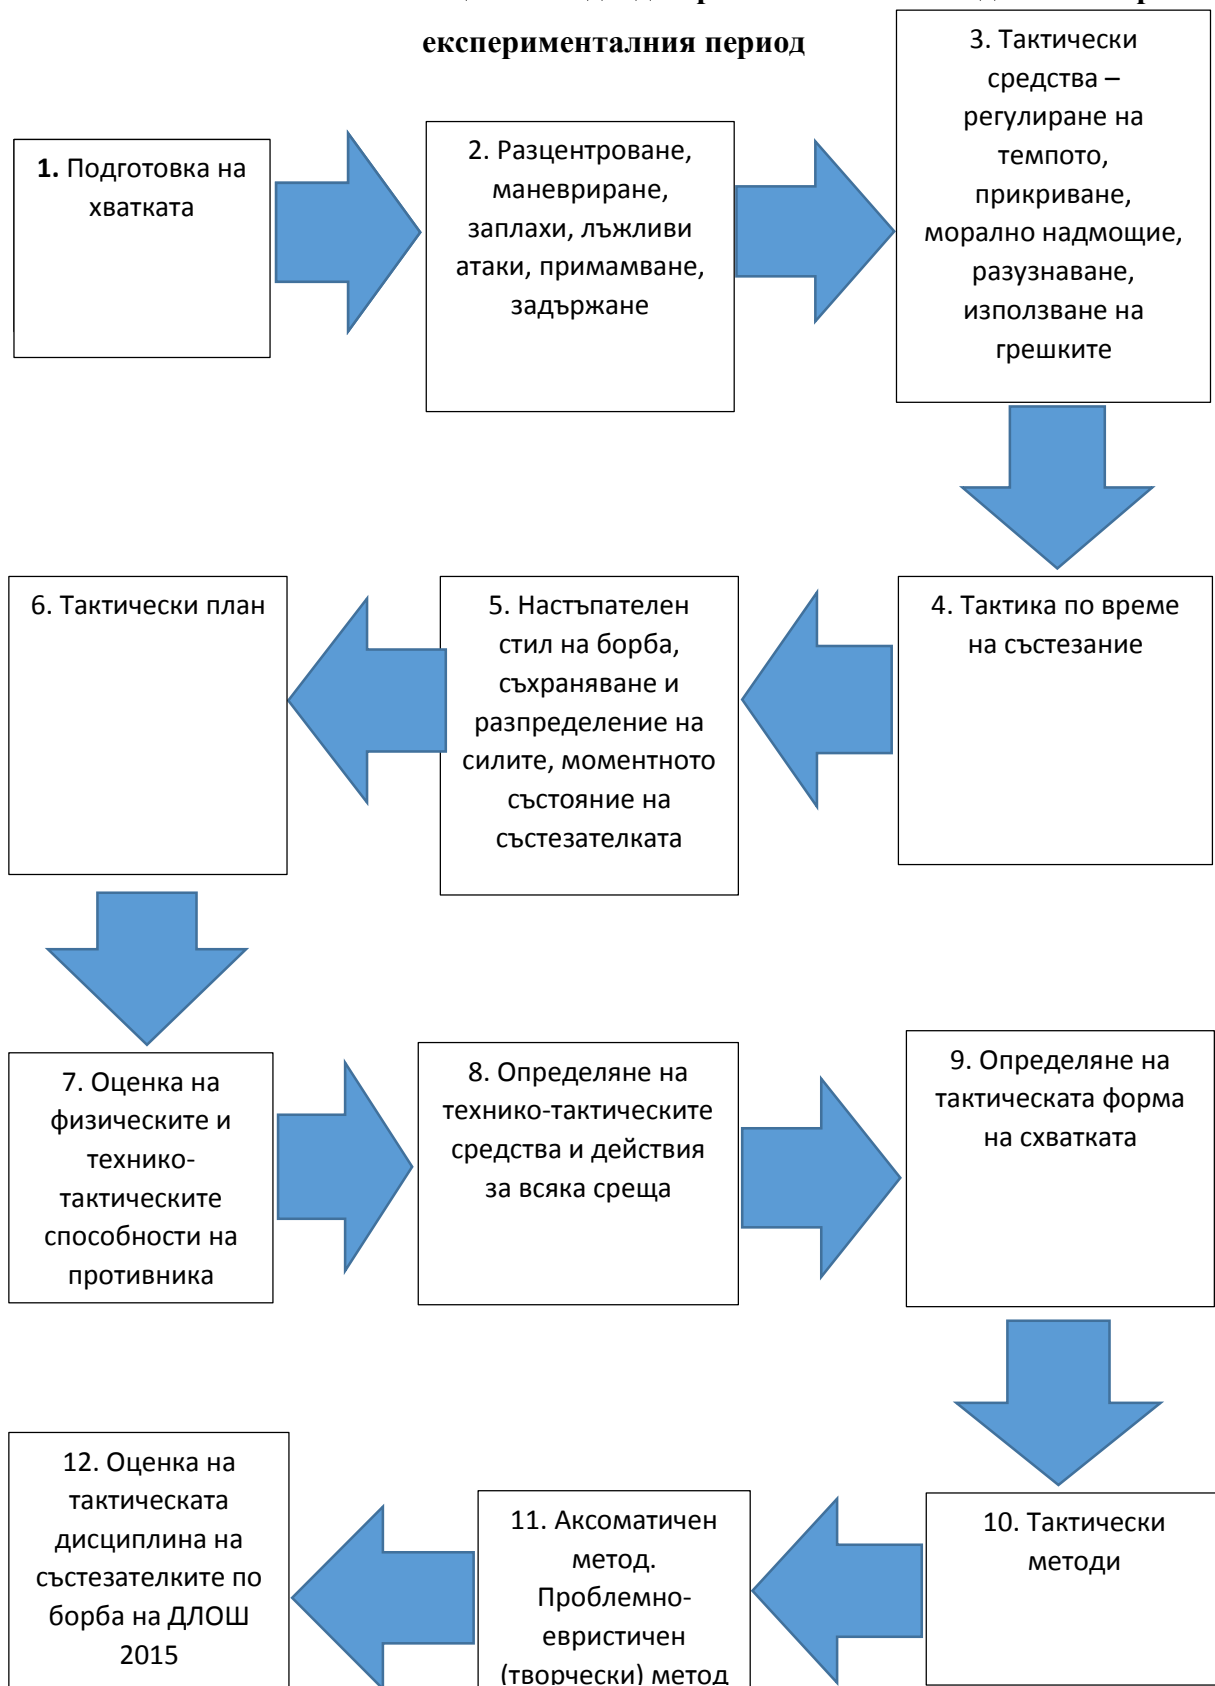 експерименталния период
1. Подготовка на
хватката
2. Разцентроване,
маневриране,
заплахи, лъжливи
атаки, примамване,
задържане
3. Тактически
средства –
регулиране на
темпото,
прикриване,
морално надмощие,
разузнаване,
използване на
грешките
4. Тактика по време
на състезание
5. Настъпателен
стил на борба,
съхраняване и
разпределение на
силите, моментното
състояние на
състезателката
6. Тактически план
7. Оценка на
физическите и
технико-
тактическите
способности на
противника
8. Определяне на
технико-тактическите
средства и действия
за всяка среща
9. Определяне на
тактическата форма
на схватката
10. Тактически
методи
11. Аксоматичен
метод.
Проблемно-
евристичен
(творчески) метод
12. Оценка на
тактическата
дисциплина на
състезателките по
борба на ДЛОШ
2015